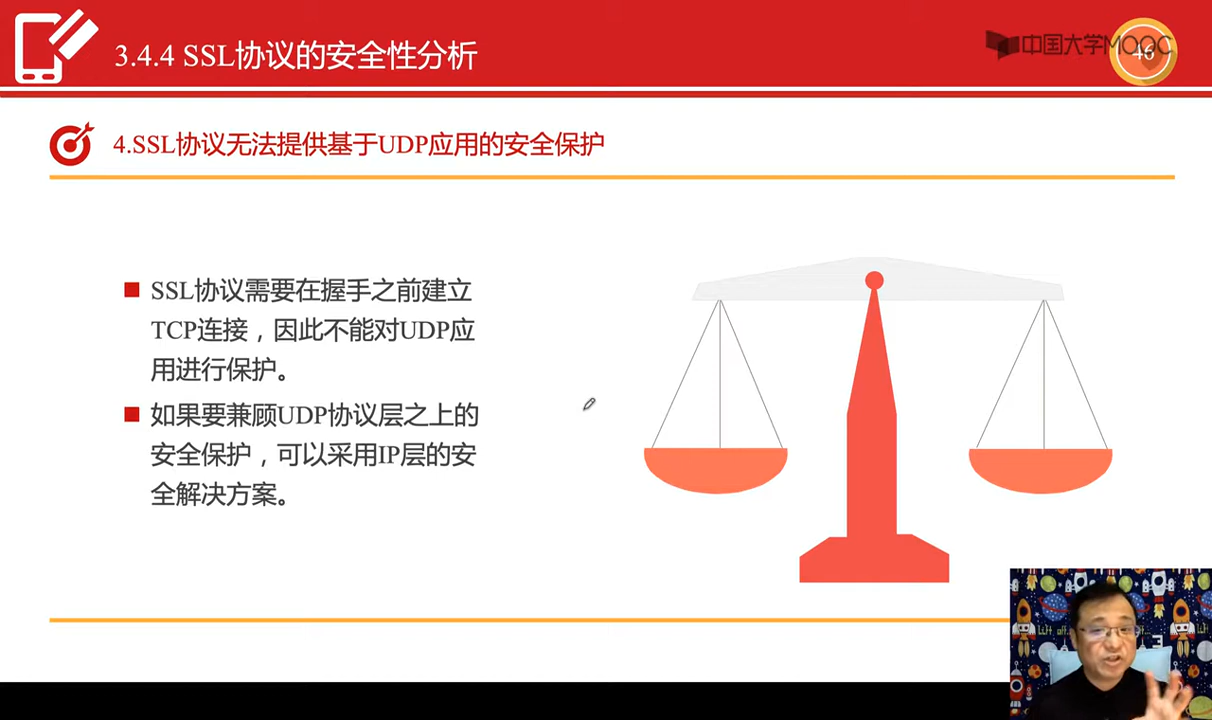 3.4.4 SSL协议的安全性分析
中国大学MOOC
46
4.SSL协议无法提供基于UDP应用的安全保护
SSL协议需要在握手之前建立
TCP连接，因此不能对UDP应
用进行保护。
如果要兼顾UDP协议层之上的
安全保护，可以采用IP层的安
全解决方案。